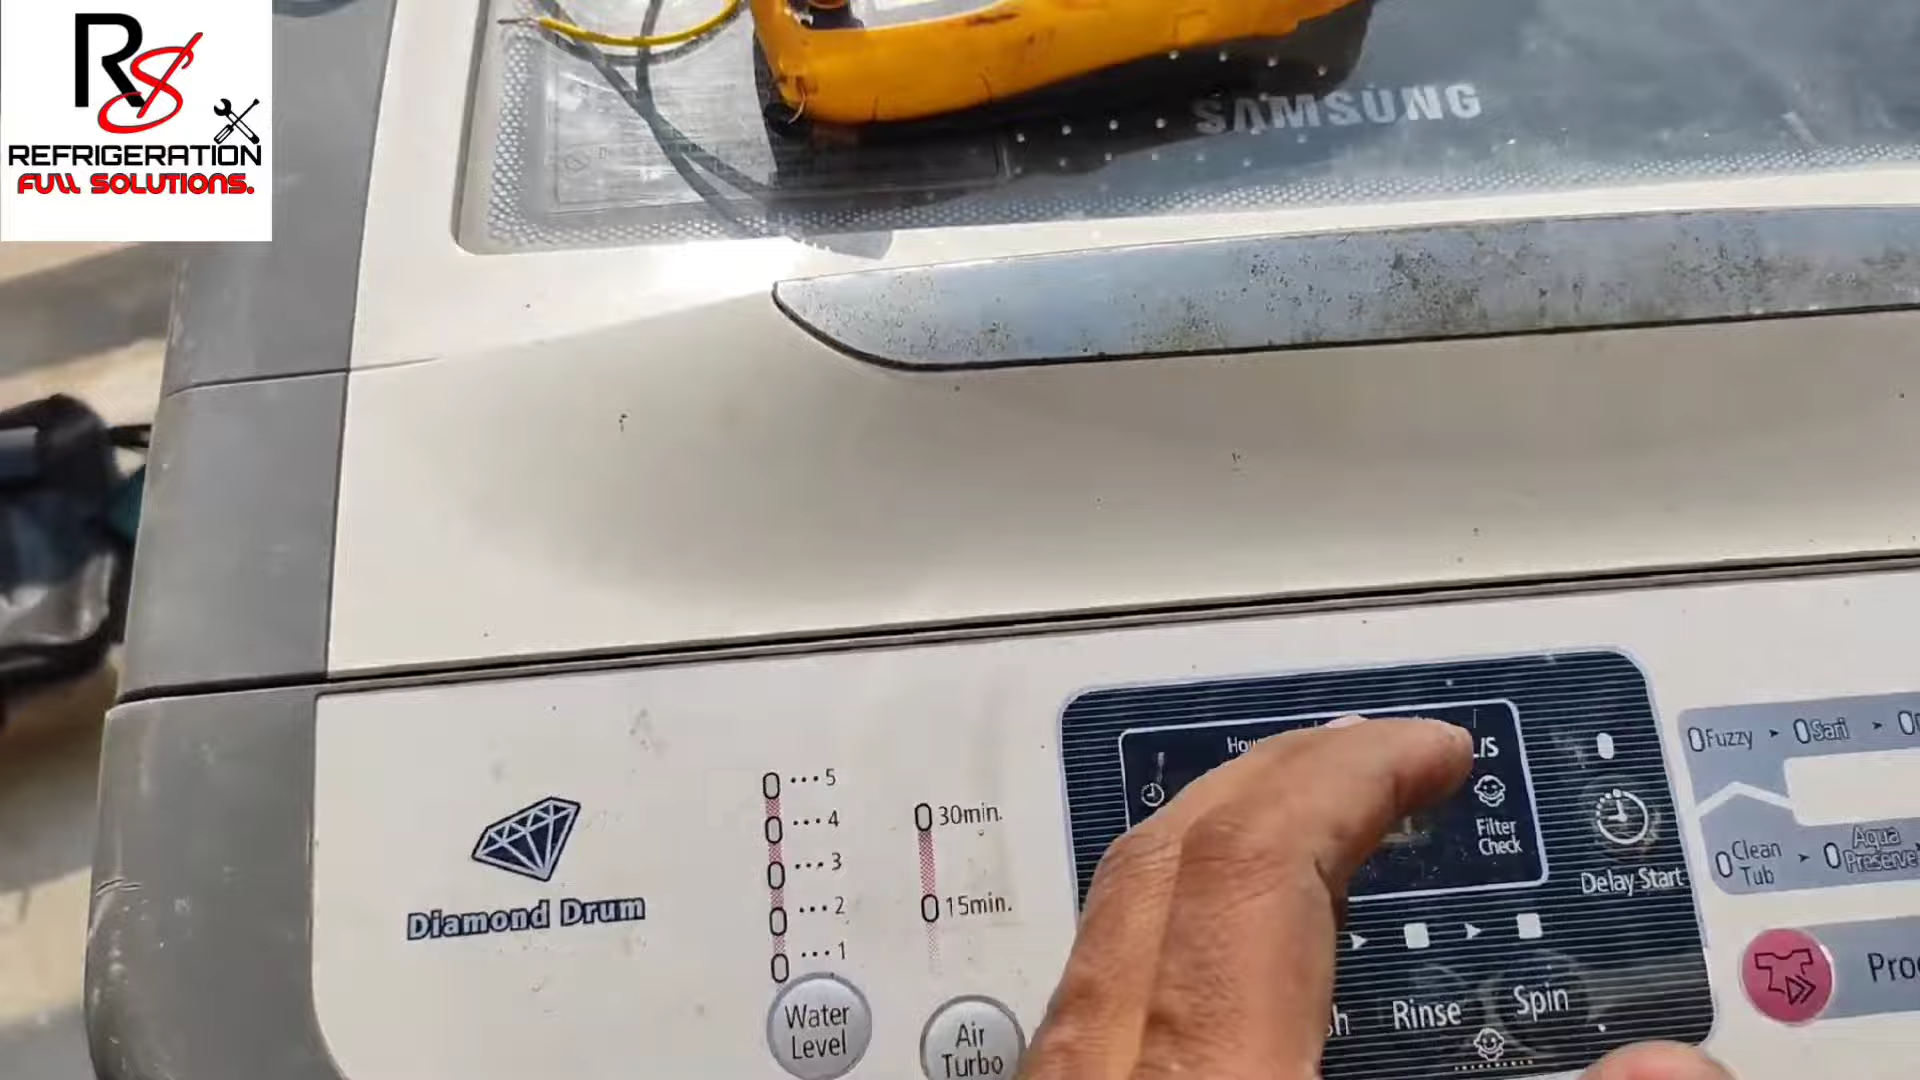 RS
REFRIGERATION
FULL SOLUTIONS.
SAMSUNG
Diamond Drum
5
4
3
2
1
Water
Level
30min.
15min.
Air
Turbo
L/S
Filter
Check
Delay Start
Rinse
Spin
Fuzzy
Sari
Clean
Tub
Aqua
Preserve